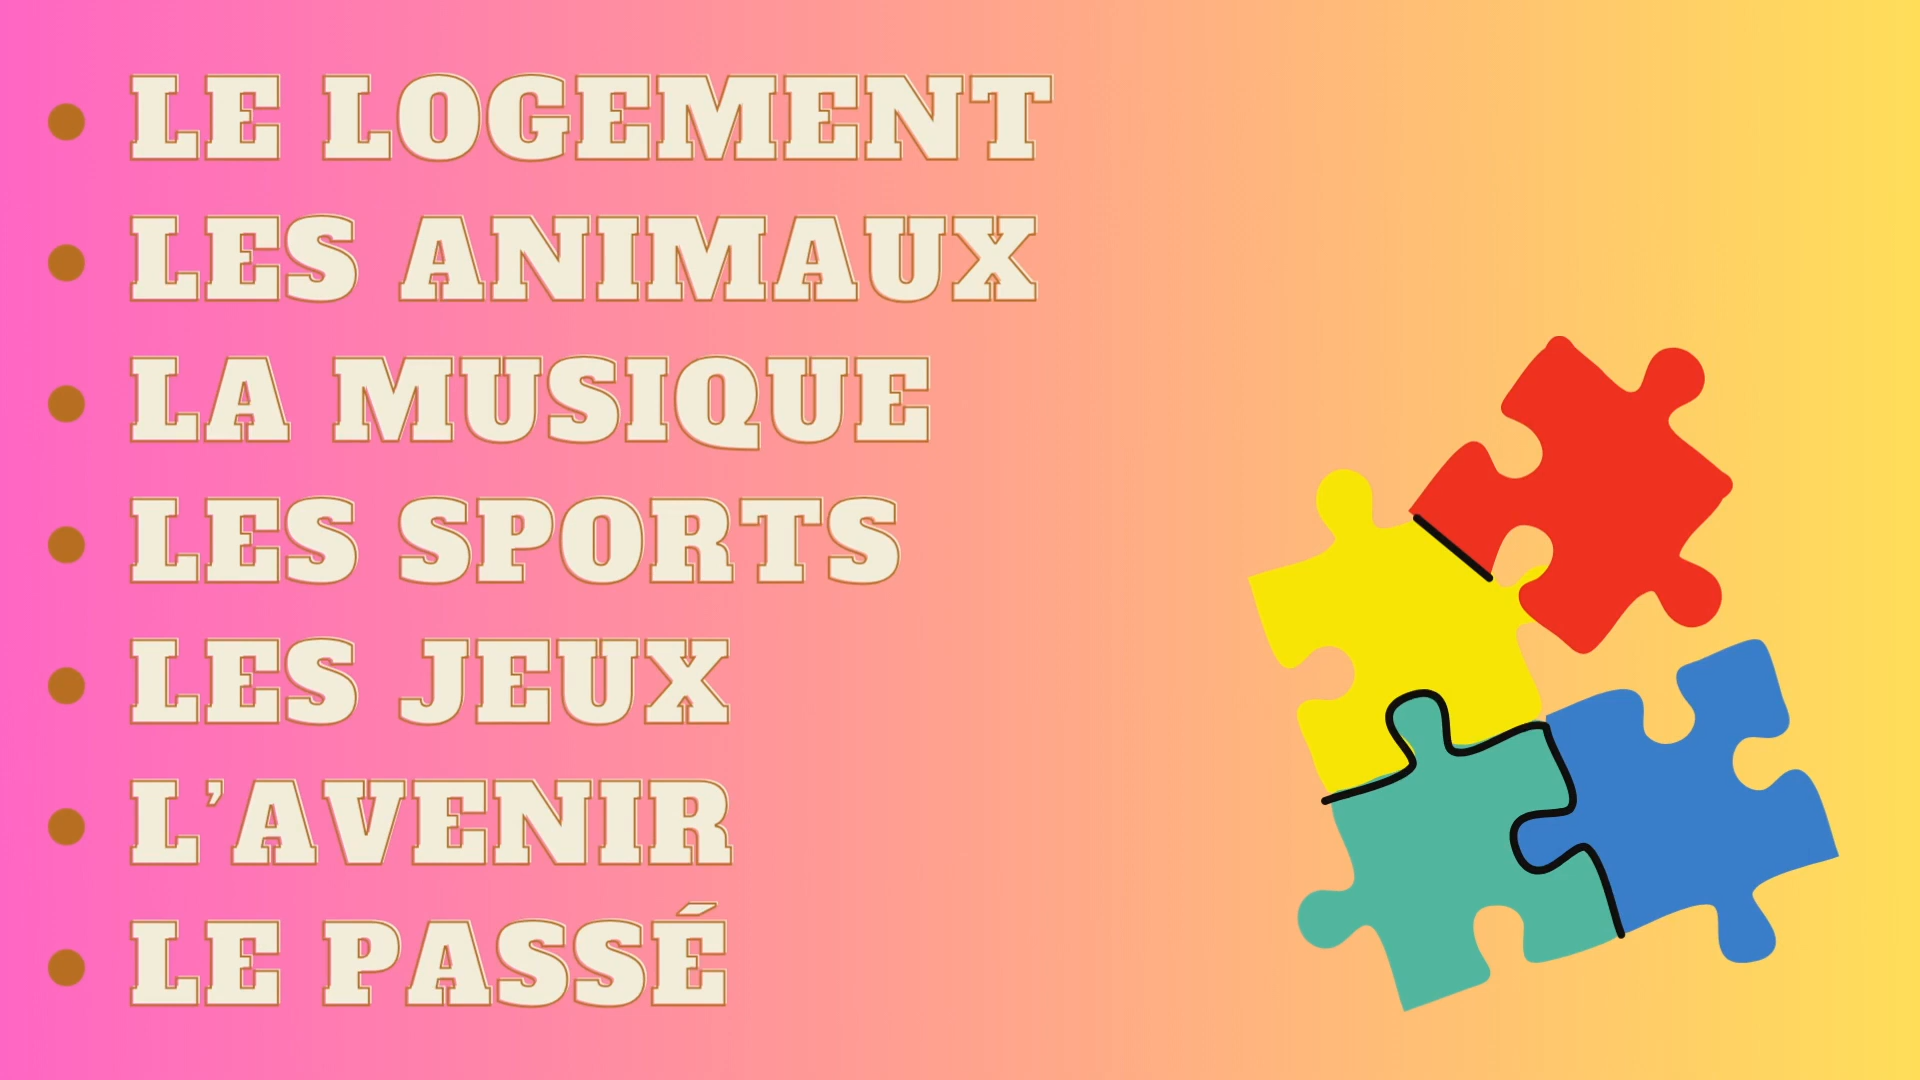 LE LOGEMENT
LES ANIMAUX
LA MUSIQUE
LES SPORTS
LES JEUX
L'AVENIR
LE PASSÉ